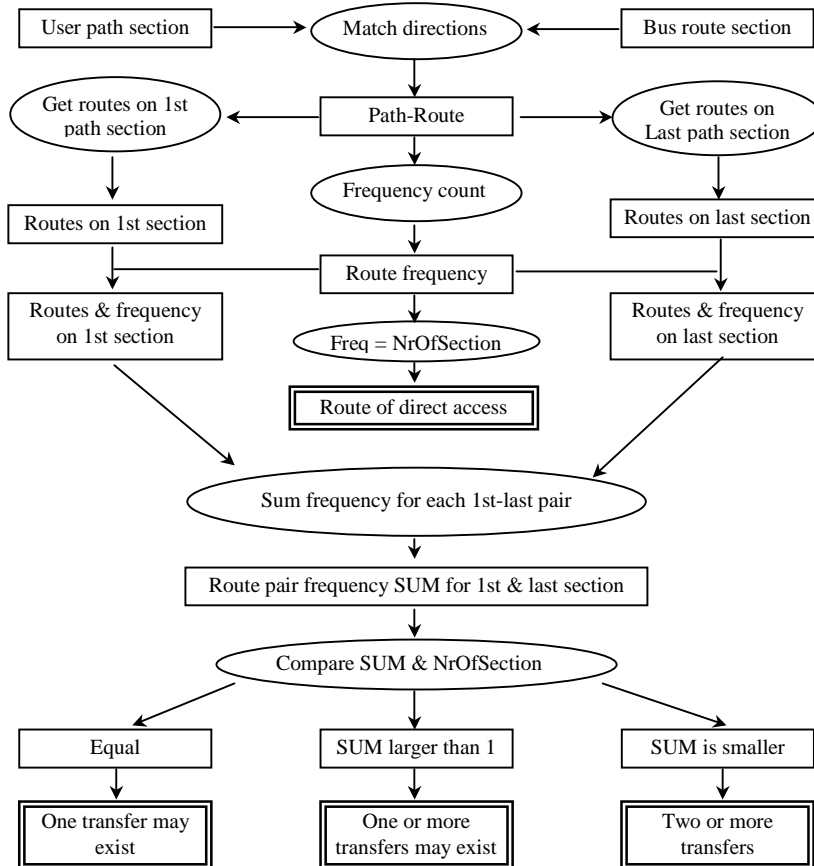 User path section
Match directions
Bus route section
Get routes on 1st
path section
Path-Route
Get routes on
Last path section
Frequency count
Routes on 1st section
Routes on last section
Route frequency
Routes & frequency
on 1st section
Routes & frequency
on last section
Freq = NrOfSection
Route of direct access
Sum frequency for each 1st-last pair
Route pair frequency SUM for 1st & last section
Compare SUM & NrOfSection
Equal
SUM larger than 1
SUM is smaller
One transfer may
exist
One or more
transfers may exist
Two or more
transfers